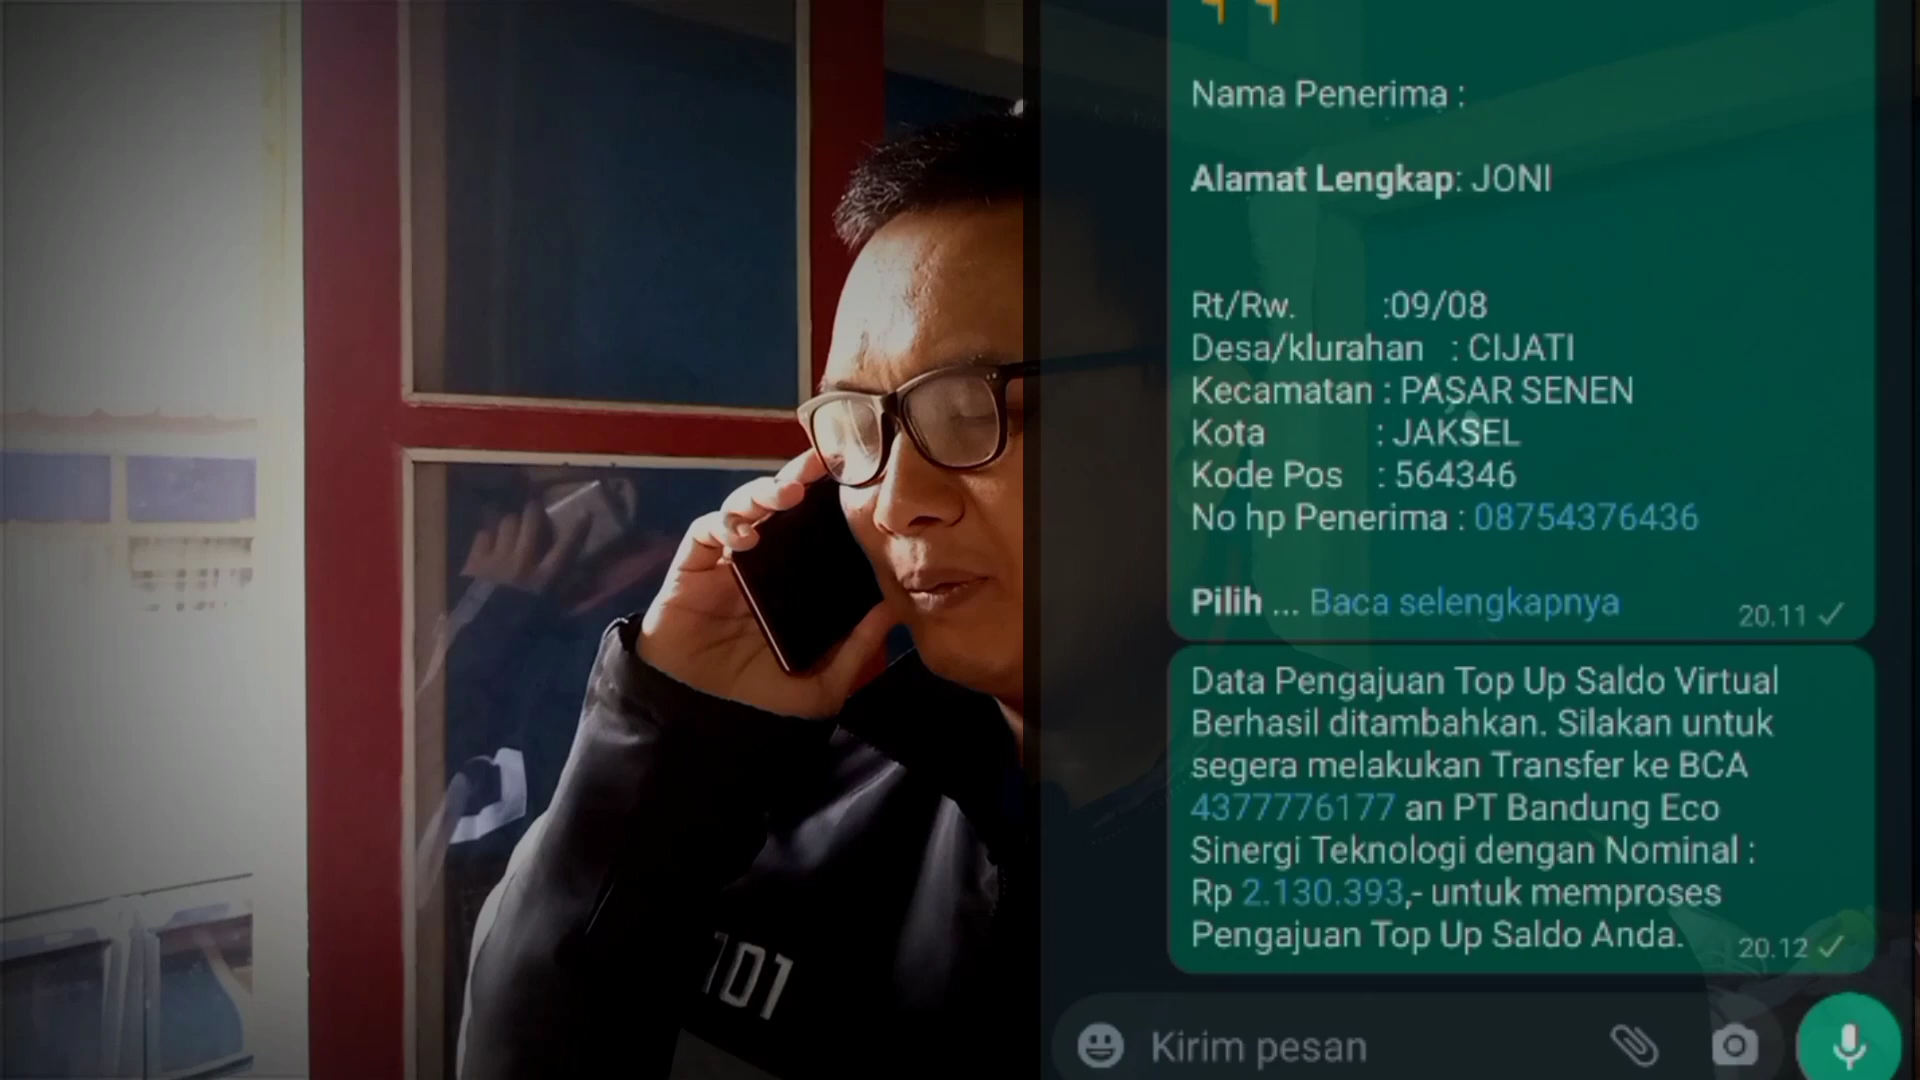 Nama Penerima :
Alamat Lengkap: JONI
Rt/Rw. :09/08
Desa/klurahan : CIJATI
Kecamatan : PASAR SENEN
Kota : JAKSEL
Kode Pos : 564346
No hp Penerima : 08754376436
Pilih ... Baca selengkapnya
20.11
Data Pengajuan Top Up Saldo Virtual
Berhasil ditambahkan. Silakan untuk
segera melakukan Transfer ke BCA
4377776177 an PT Bandung Eco
Sinergi Teknologi dengan Nominal :
Rp 2.130.393,- untuk memproses
Pengajuan Top Up Saldo Anda.
20.12
Kirim pesan
101